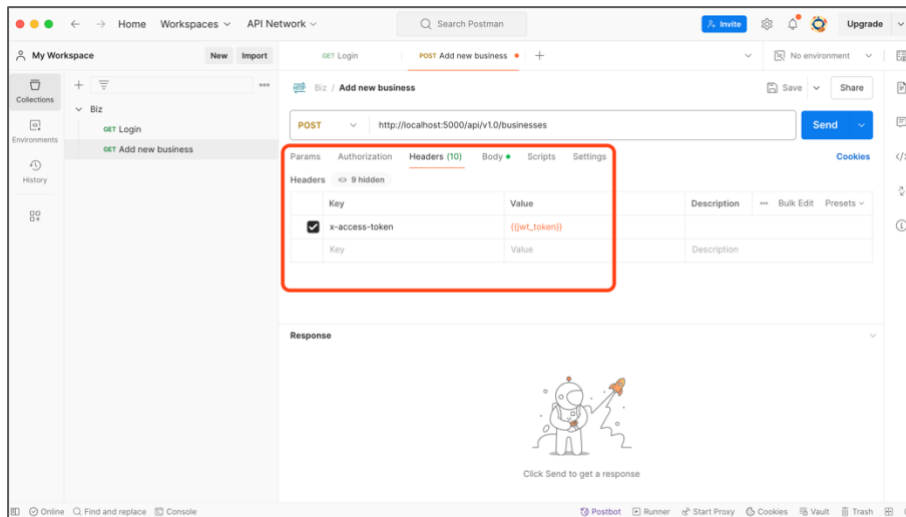 Home Workspaces API Network Search Postman Invite Upgrade
My Workspace New Import GET Login POST Add new business No environment
Collections
Environments
History
Biz
GET Login
GET Add new business
Biz / Add new business Save Share
POST http://localhost:5000/api/v1.0/businesses Send
Params Authorization Headers (10) Body Scripts Settings Cookies
Headers 9 hidden
Key Value Description Bulk Edit Presets
x-access-token {{jwt_token}}
Key Value Description
Response
Click Send to get a response
Online Find and replace Console Postbot Runner Start Proxy Cookies Vault Trash